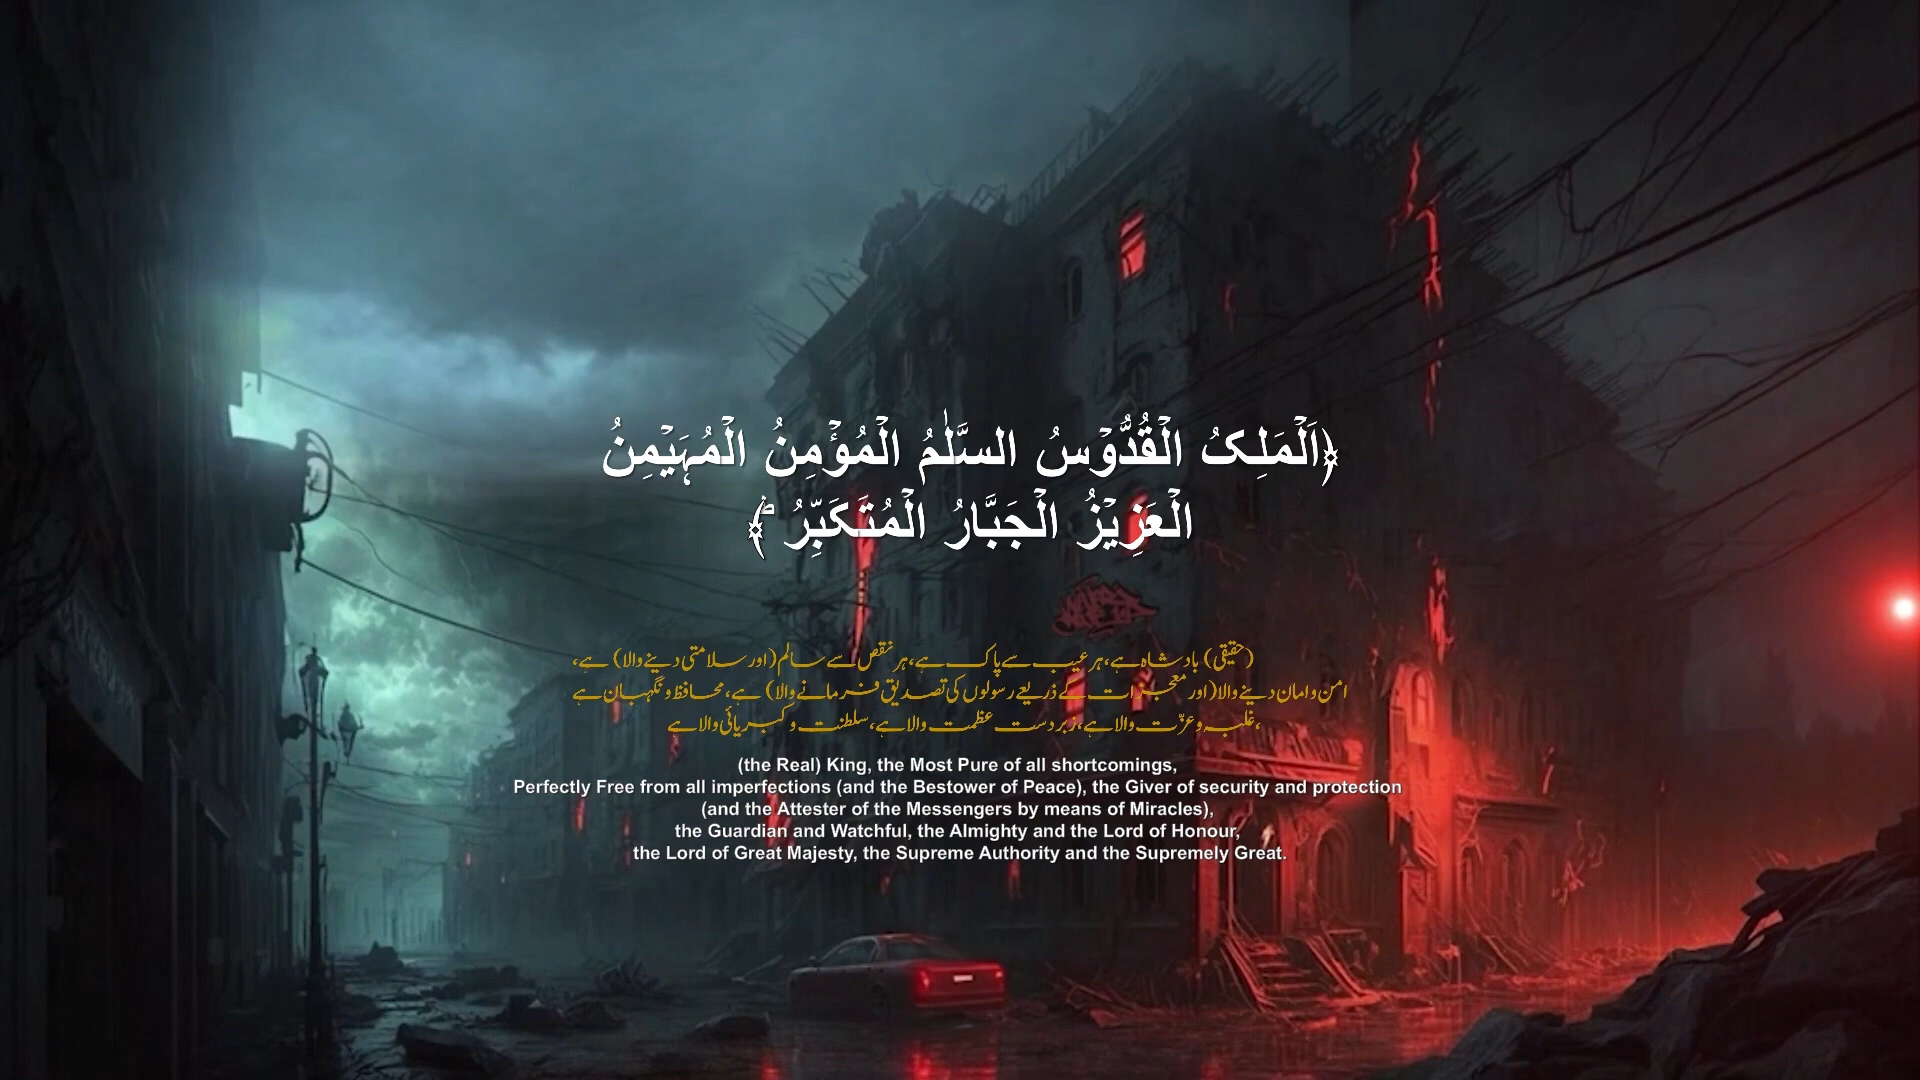 ﴿اَلْمَلِکُ الْقُدُّوْسُ السَّلٰمُ الْمُؤْمِنُ الْمُہَیْمِنُ
الْعَزِیْزُ الْجَبَّارُ الْمُتَکَبِّرُ ؕ﴾
(حقیقی) بادشاہ ہے، ہر عیب سے پاک ہے، ہر نقص سے سالم (اور سلامتی دینے والا) ہے،
امن و امان دینے والا (اور معجزات کے ذریعے رسولوں کی تصدیق فرمانے والا) ہے، محافظ و نگہبان ہے
،غلبہ و عزّت والا ہے، زبردست عظمت والا ہے، سلطنت و کبریائی والا ہے
(the Real) King, the Most Pure of all shortcomings,
Perfectly Free from all imperfections (and the Bestower of Peace), the Giver of security and protection
(and the Attester of the Messengers by means of Miracles),
the Guardian and Watchful, the Almighty and the Lord of Honour,
the Lord of Great Majesty, the Supreme Authority and the Supremely Great.